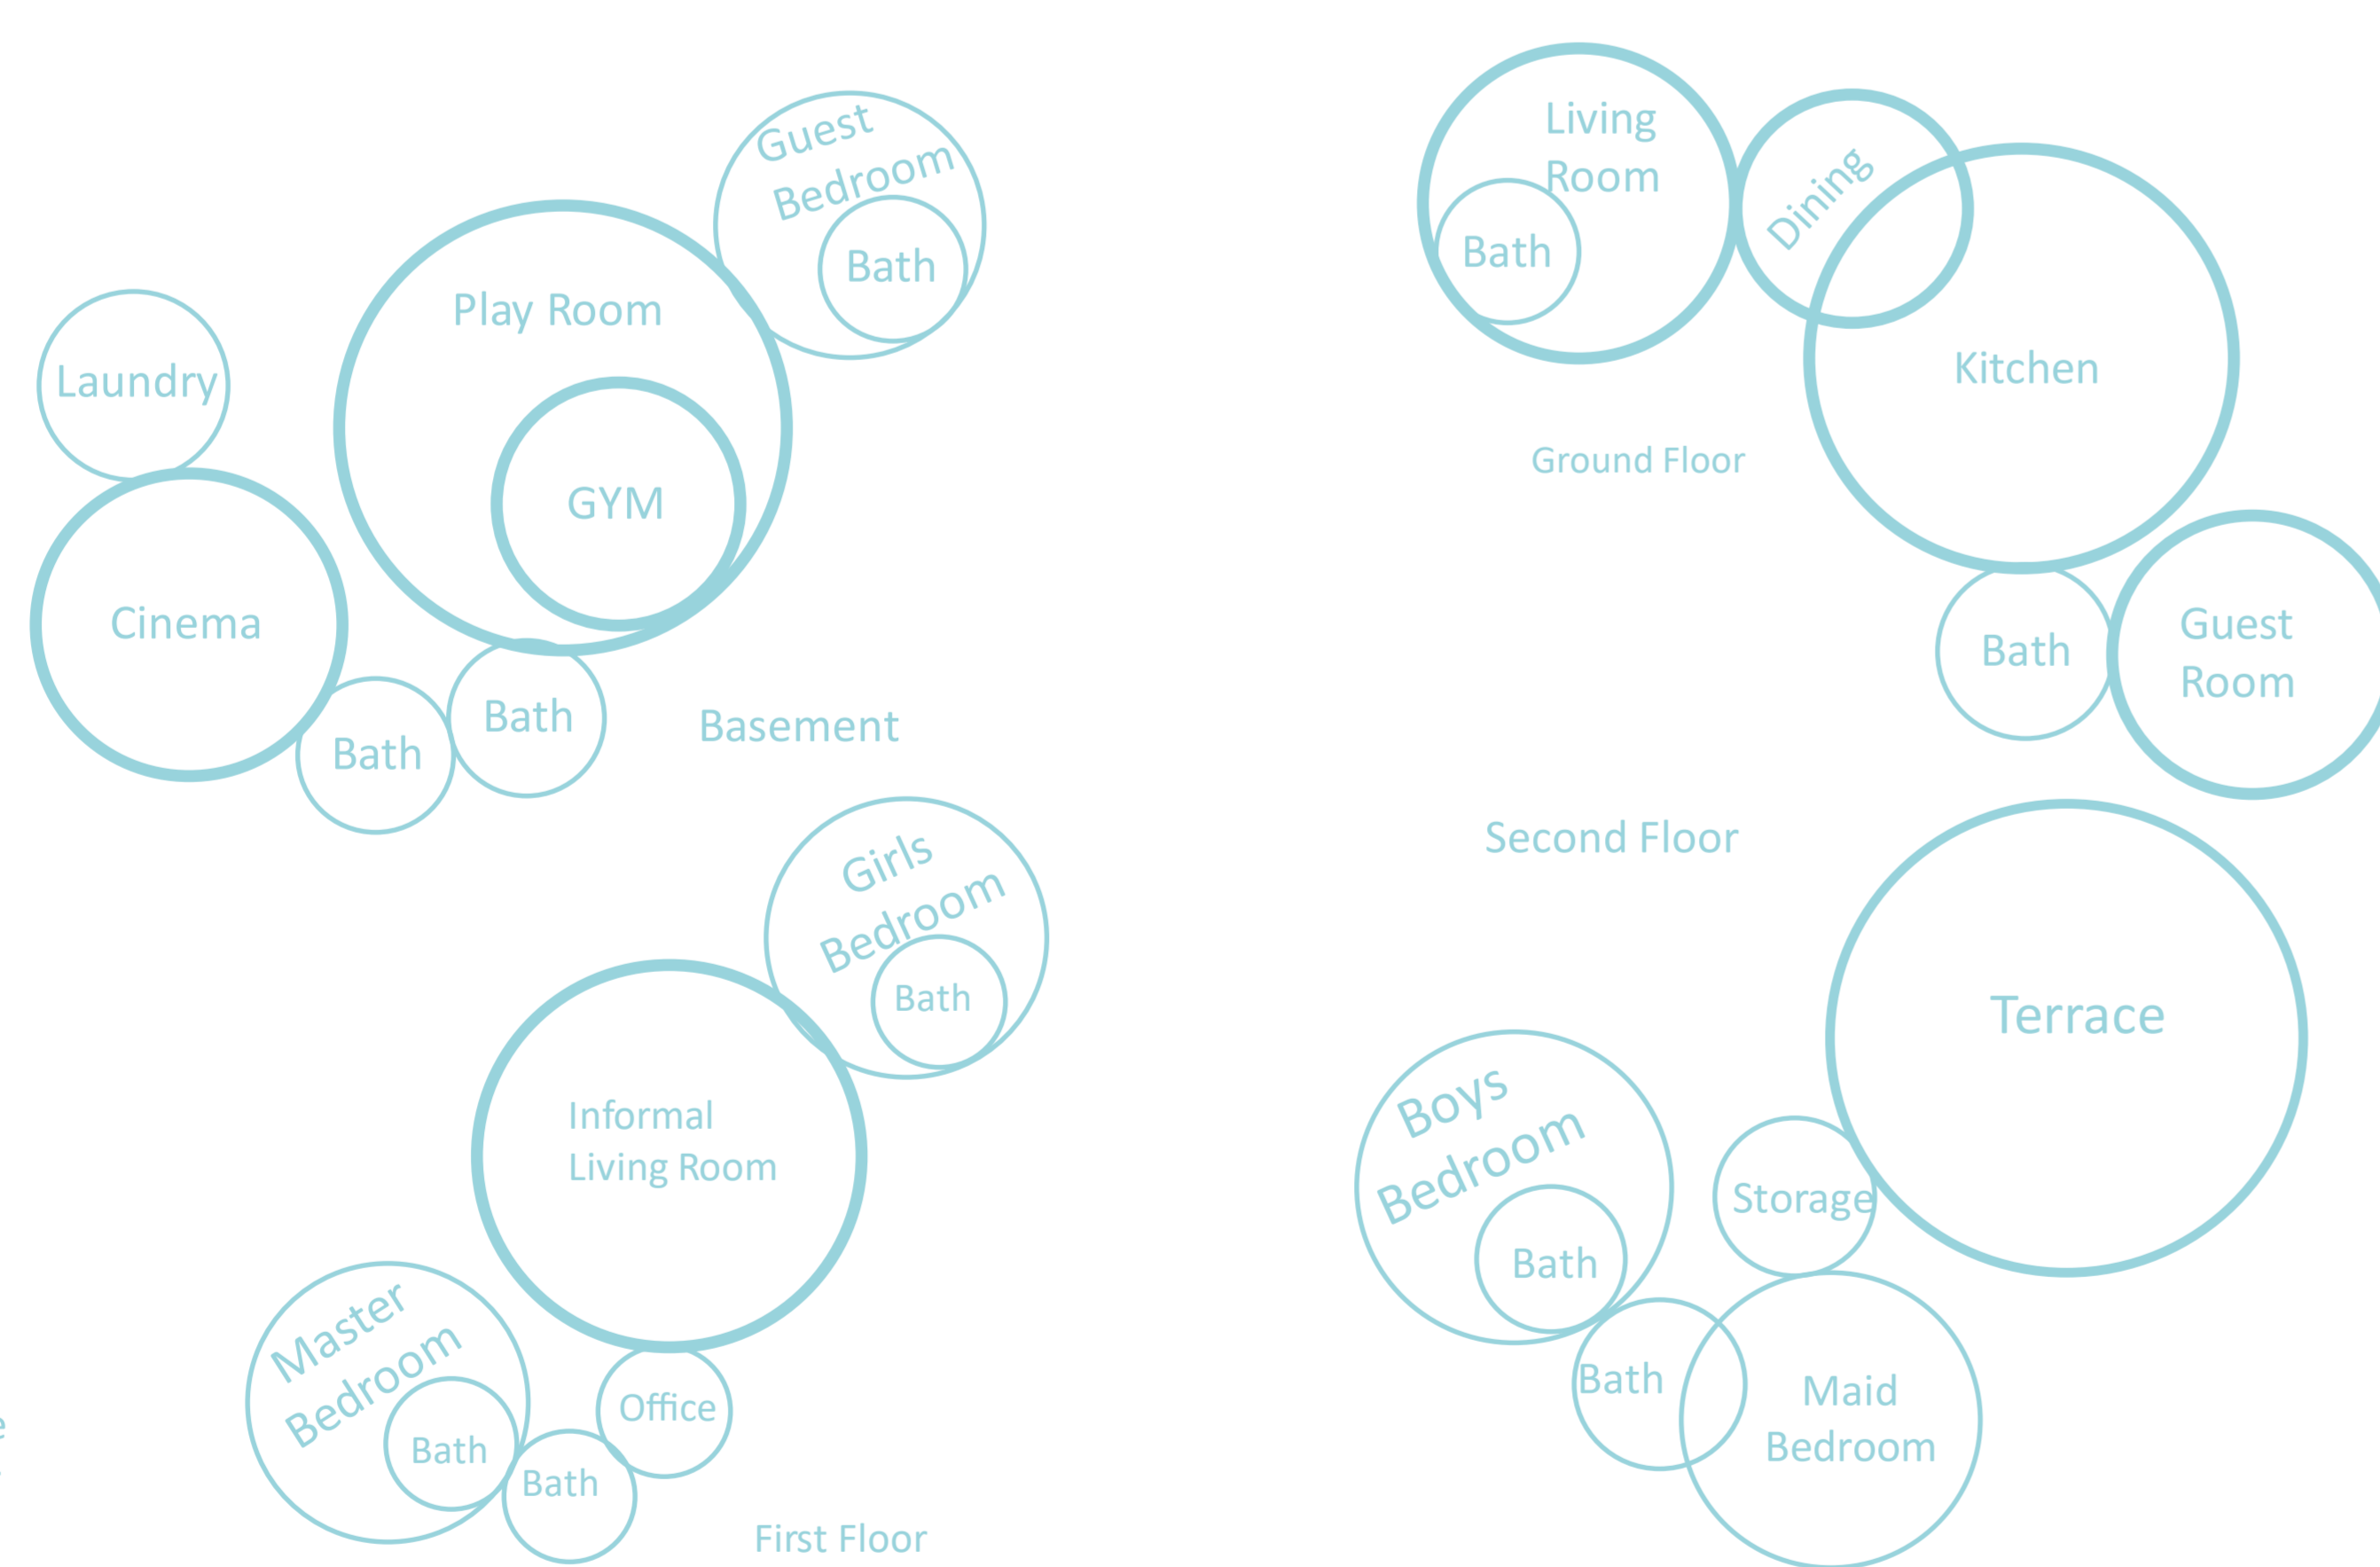 Guest
Bedroom
Bath
Play Room
Laundry
GYM
Cinema
Bath
Bath
Basement
Living
Room
Bath
Dining
Kitchen
Ground Floor
Bath
Guest
Room
Girls
Bedroom
Bath
Informal
Living Room
Master
Bedroom
Bath
Office
Bath
First Floor
Second Floor
Terrace
Boys
Bedroom
Bath
Storage
Bath
Maid
Bedroom